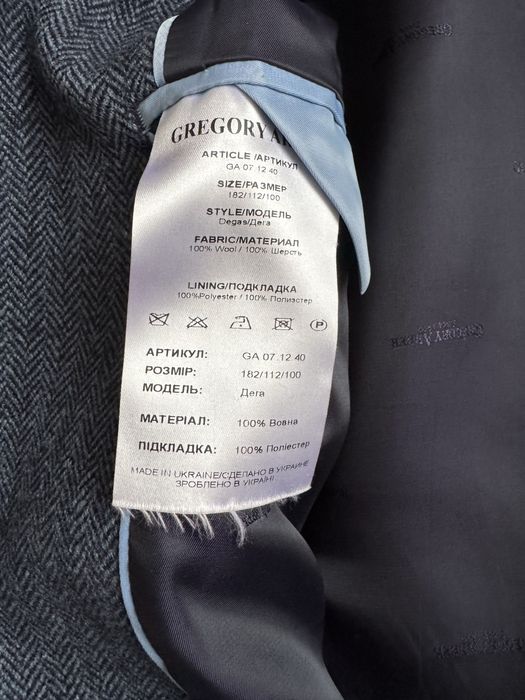 GREGORY
ARTICLE /АРТИКУЛ
GA 07 12 40
SIZE/РАЗМЕР
182/112/100
STYLE/МОДЕЛЬ
Degas/Дега
FABRIC/МАТЕРИАЛ
100% Wool / 100% Шерсть
LINING/ПОДКЛАДКА
100%Polyester / 100% Полиэстер
P
АРТИКУЛ: GA 07.12.40
РОЗМІР: 182/112/100
МОДЕЛЬ: Дега
МАТЕРІАЛ: 100% Вовна
ПІДКЛАДКА: 100% Поліестер
MADE IN UKRAINE/СДЕЛАНО В УКРАИНЕ
ЗРОБЛЕНО В УКРАЇНІ
GREGORY ARBER